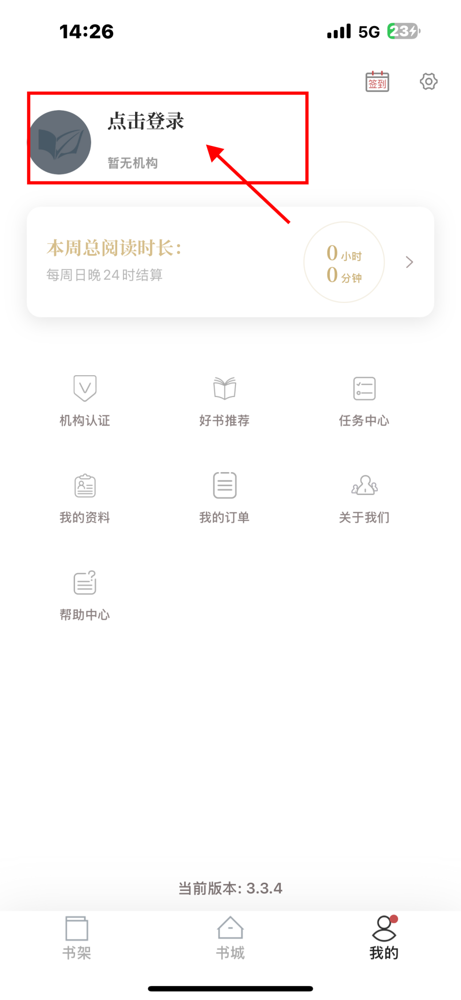 14:26
5G 23
签到
点击登录
暂无机构
本周总阅读时长：
每周日晚24时结算
0小时
0分钟
机构认证
好书推荐
任务中心
我的资料
我的订单
关于我们
帮助中心
当前版本: 3.3.4
书架
书城
我的